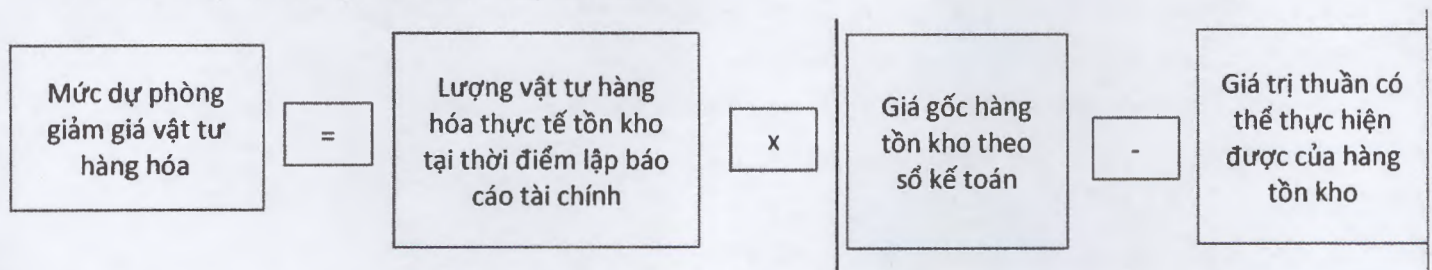 Mức dự phòng
giảm giá vật tư
hàng hóa
=
Lượng vật tư hàng
hóa thực tế tồn kho
tại thời điểm lập báo
cáo tài chính
x
Giá gốc hàng
tồn kho theo
sổ kế toán
-
Giá trị thuần có
thể thực hiện
được của hàng
tồn kho